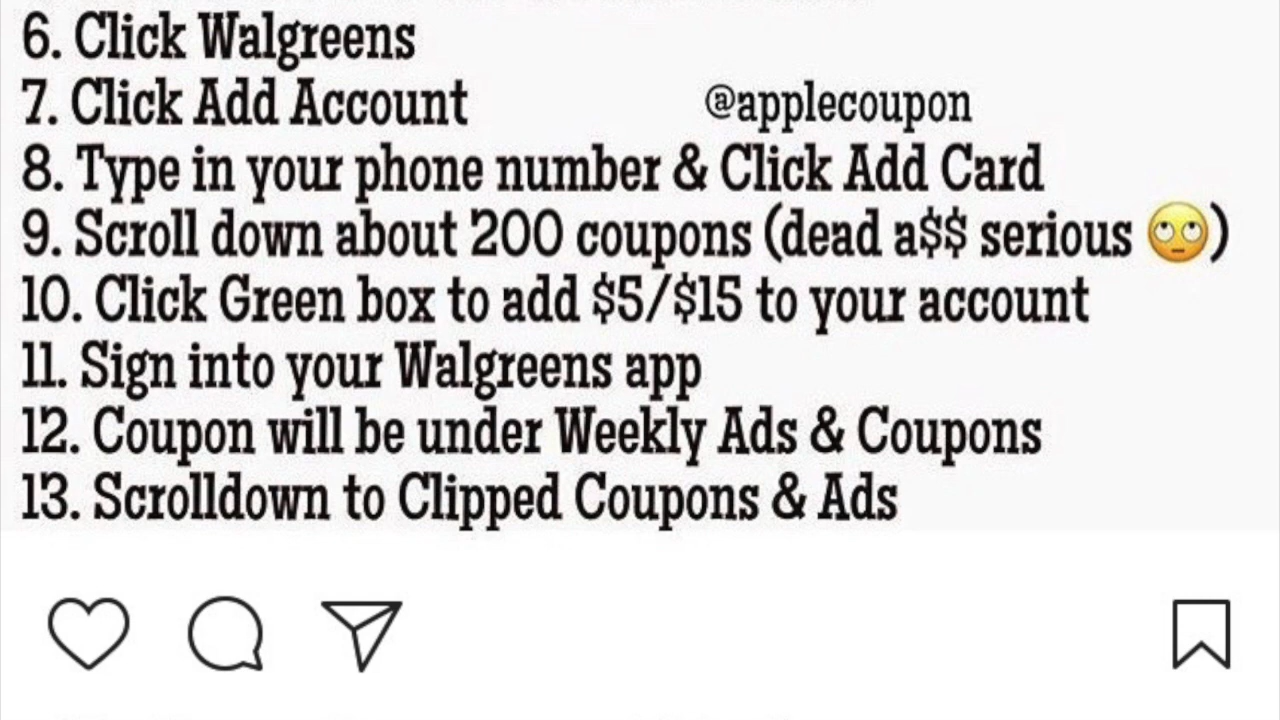 6. Click Walgreens
7. Click Add Account @applecoupon
8. Type in your phone number & Click Add Card
9. Scroll down about 200 coupons (dead a$$ serious 🙄)
10. Click Green box to add $5/$15 to your account
11. Sign into your Walgreens app
12. Coupon will be under Weekly Ads & Coupons
13. Scrolldown to Clipped Coupons & Ads